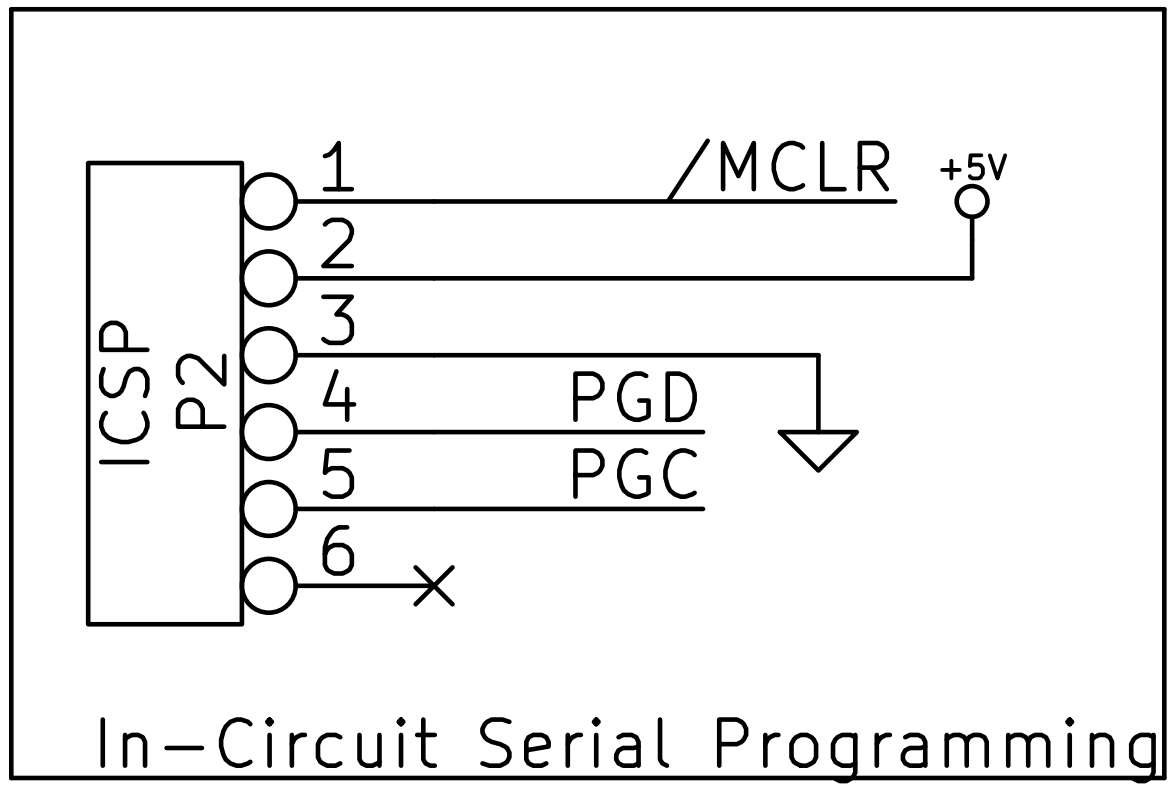 1
/MCLR
+5V
2
3
4
PGD
5
PGC
6
ICSP
P2
In-Circuit Serial Programming